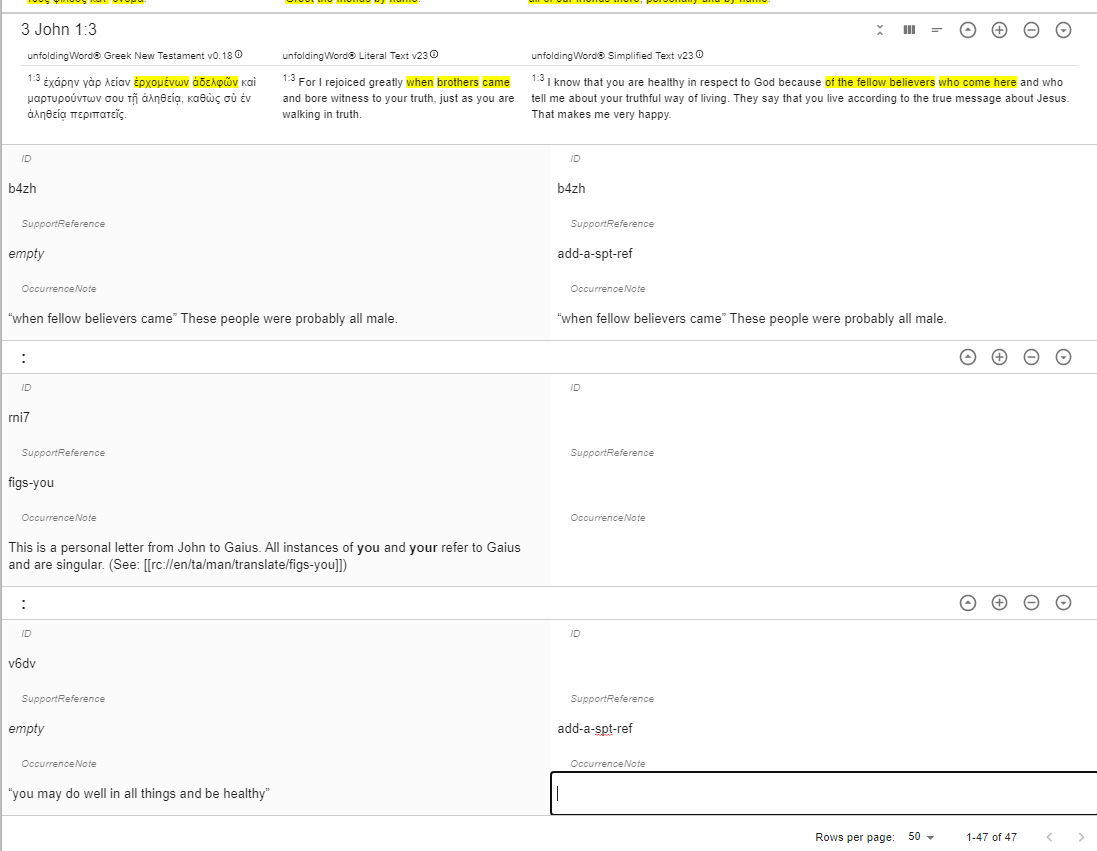 3 John 1:3
unfoldingWord® Greek New Testament v0.18 unfoldingWord® Literal Text v23 unfoldingWord® Simplified Text v23
1:3 ἐχάρην γὰρ λείαν ἐρχομένων ἀδελφῶν καὶ
μαρτυρούντων σου τῇ ἀληθείᾳ, καθὼς σὺ ἐν
ἀληθείᾳ περιπατεῖς.
1:3 For I rejoiced greatly when brothers came
and bore witness to your truth, just as you are
walking in truth.
1:3 I know that you are healthy in respect to God because of the fellow believers who come here and who
tell me about your truthful way of living. They say that you live according to the true message about Jesus.
That makes me very happy.
ID ID
b4zh b4zh
SupportReference SupportReference
empty add-a-spt-ref
OccurrenceNote OccurrenceNote
“when fellow believers came” These people were probably all male. “when fellow believers came” These people were probably all male.
:
ID ID
rni7
SupportReference SupportReference
figs-you
OccurrenceNote OccurrenceNote
This is a personal letter from John to Gaius. All instances of you and your refer to Gaius
and are singular. (See: [[rc://en/ta/man/translate/figs-you]])
:
ID ID
v6dv
SupportReference SupportReference
empty add-a-spt-ref
OccurrenceNote OccurrenceNote
“you may do well in all things and be healthy”
Rows per page: 50 1-47 of 47